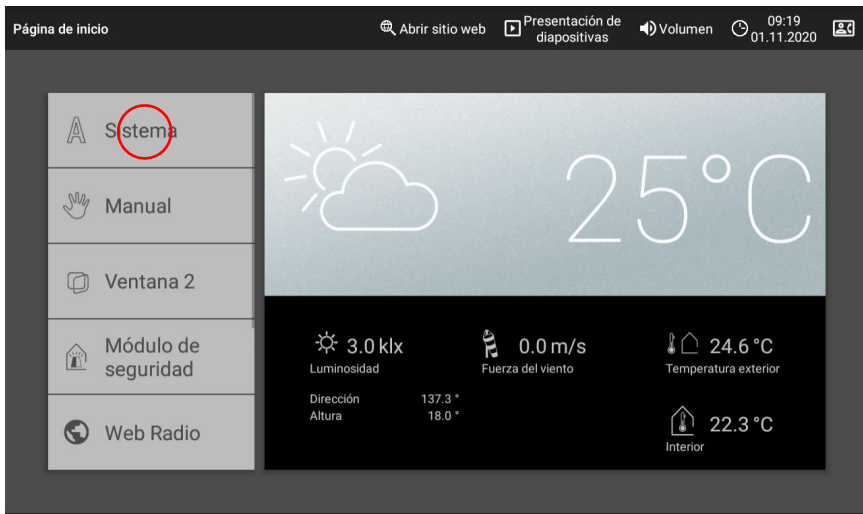 Página de inicio
Abrir sitio web
Presentación de
diapositivas
Volumen
09:19
01.11.2020
Sistema
Manual
Ventana 2
Módulo de
seguridad
Web Radio
25°C
3.0 klx
Luminosidad
Dirección 137.3 °
Altura 18.0 °
0.0 m/s
Fuerza del viento
24.6 °C
Temperatura exterior
22.3 °C
Interior